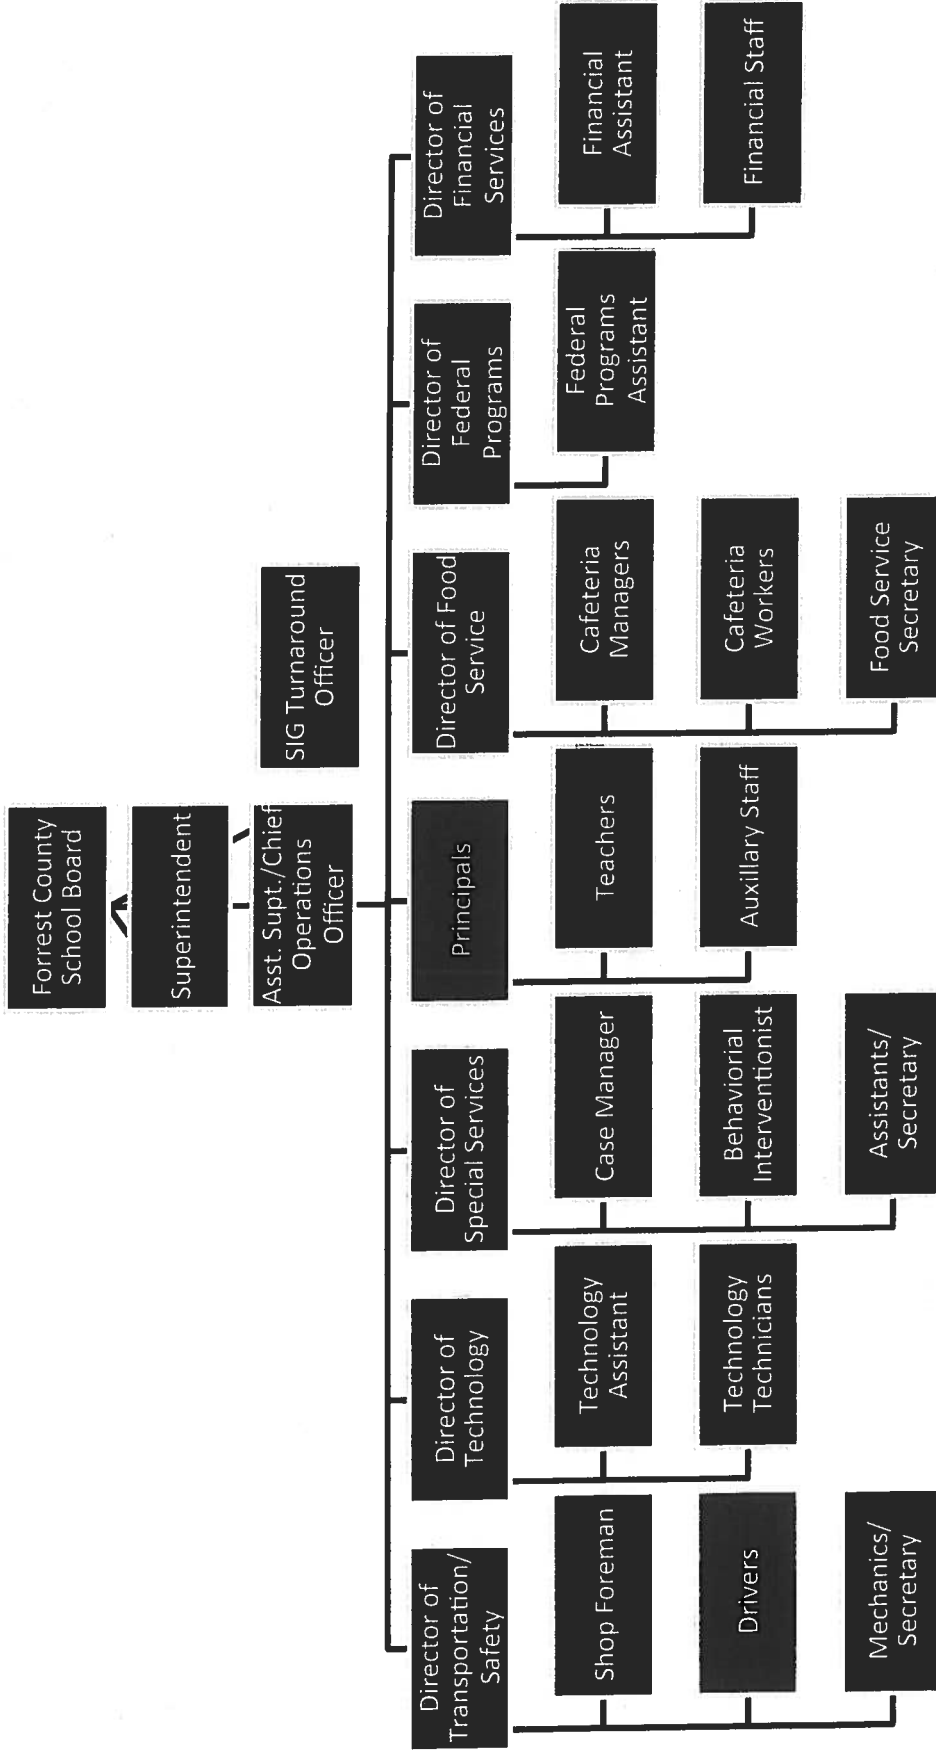 Forrest County
School Board
Superintendent
Asst. Supt./Chief
Operations
Officer
SIG Turnaround
Officer
Director of
Transportation/
Safety
Shop Foreman
Drivers
Mechanics/
Secretary
Director of
Technology
Technology
Assistant
Technology
Technicians
Director of
Special Services
Case Manager
Behaviorial
Interventionist
Assistants/
Secretary
Principals
Teachers
Auxillary Staff
Director of Food
Service
Cafeteria
Managers
Cafeteria
Workers
Food Service
Secretary
Director of
Federal
Programs
Federal
Programs
Assistant
Director of
Financial
Services
Financial
Assistant
Financial Staff